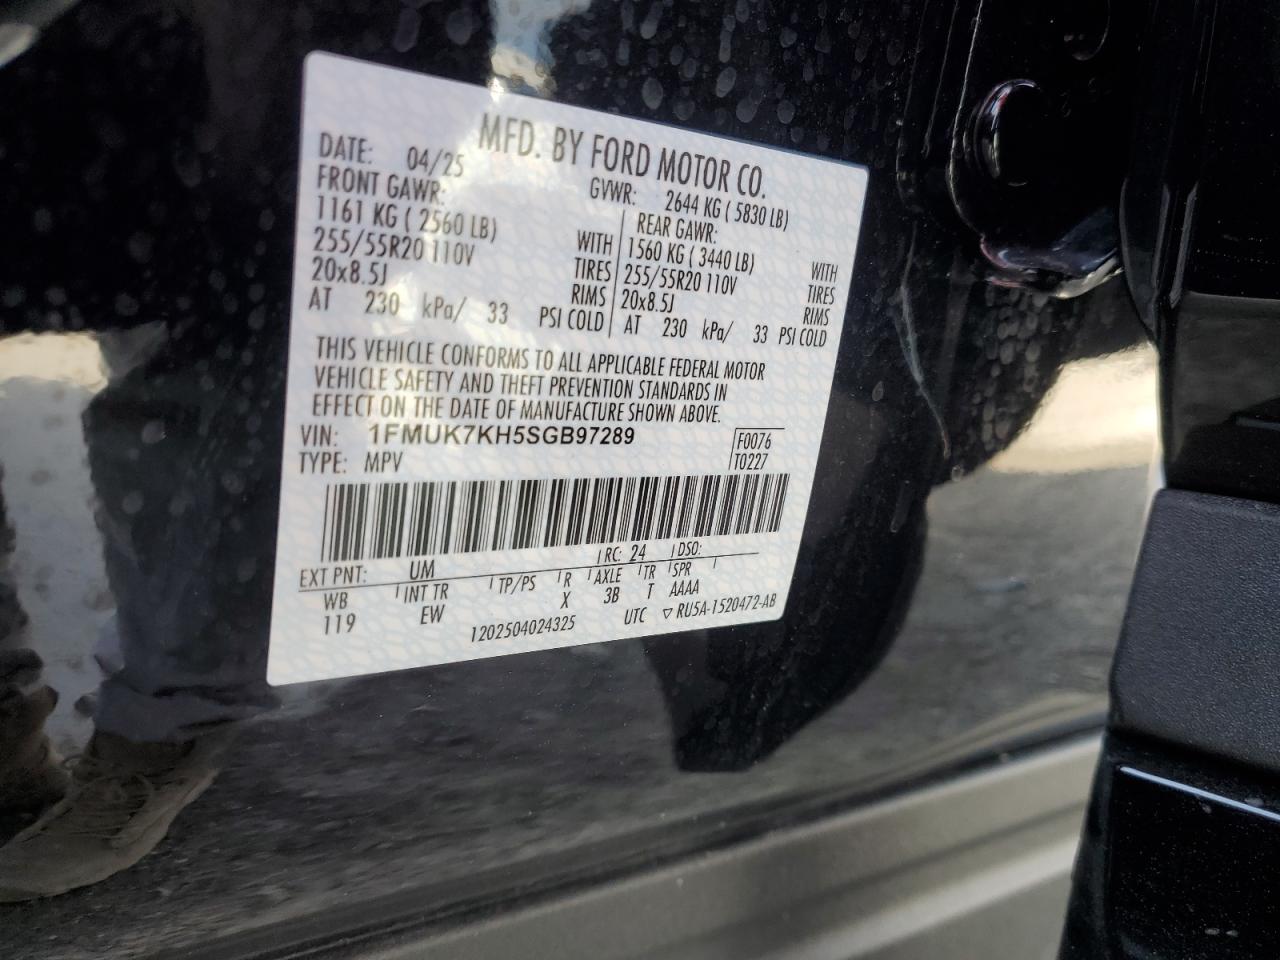 MFD. BY FORD MOTOR CO.
DATE: 04/25
GVWR: 2644 KG ( 5830 LB)
FRONT GAWR:
1161 KG ( 2560 LB) WITH
255/55R20 110V TIRES
20x8.5J RIMS
AT 230 kPa/ 33 PSI COLD
REAR GAWR:
1560 KG ( 3440 LB) WITH
255/55R20 110V TIRES
20x8.5J RIMS
AT 230 kPa/ 33 PSI COLD
THIS VEHICLE CONFORMS TO ALL APPLICABLE FEDERAL MOTOR
VEHICLE SAFETY AND THEFT PREVENTION STANDARDS IN
EFFECT ON THE DATE OF MANUFACTURE SHOWN ABOVE.
VIN: 1FMUK7KH5SGB97289
TYPE: MPV
F0076
T0227
EXT PNT: UM RC: 24 DSO:
WB INT TR TP/PS R AXLE TR SPR
119 EW X 3B T AAAA
1202504024325 UTC ▽ RU5A-1520472-AB